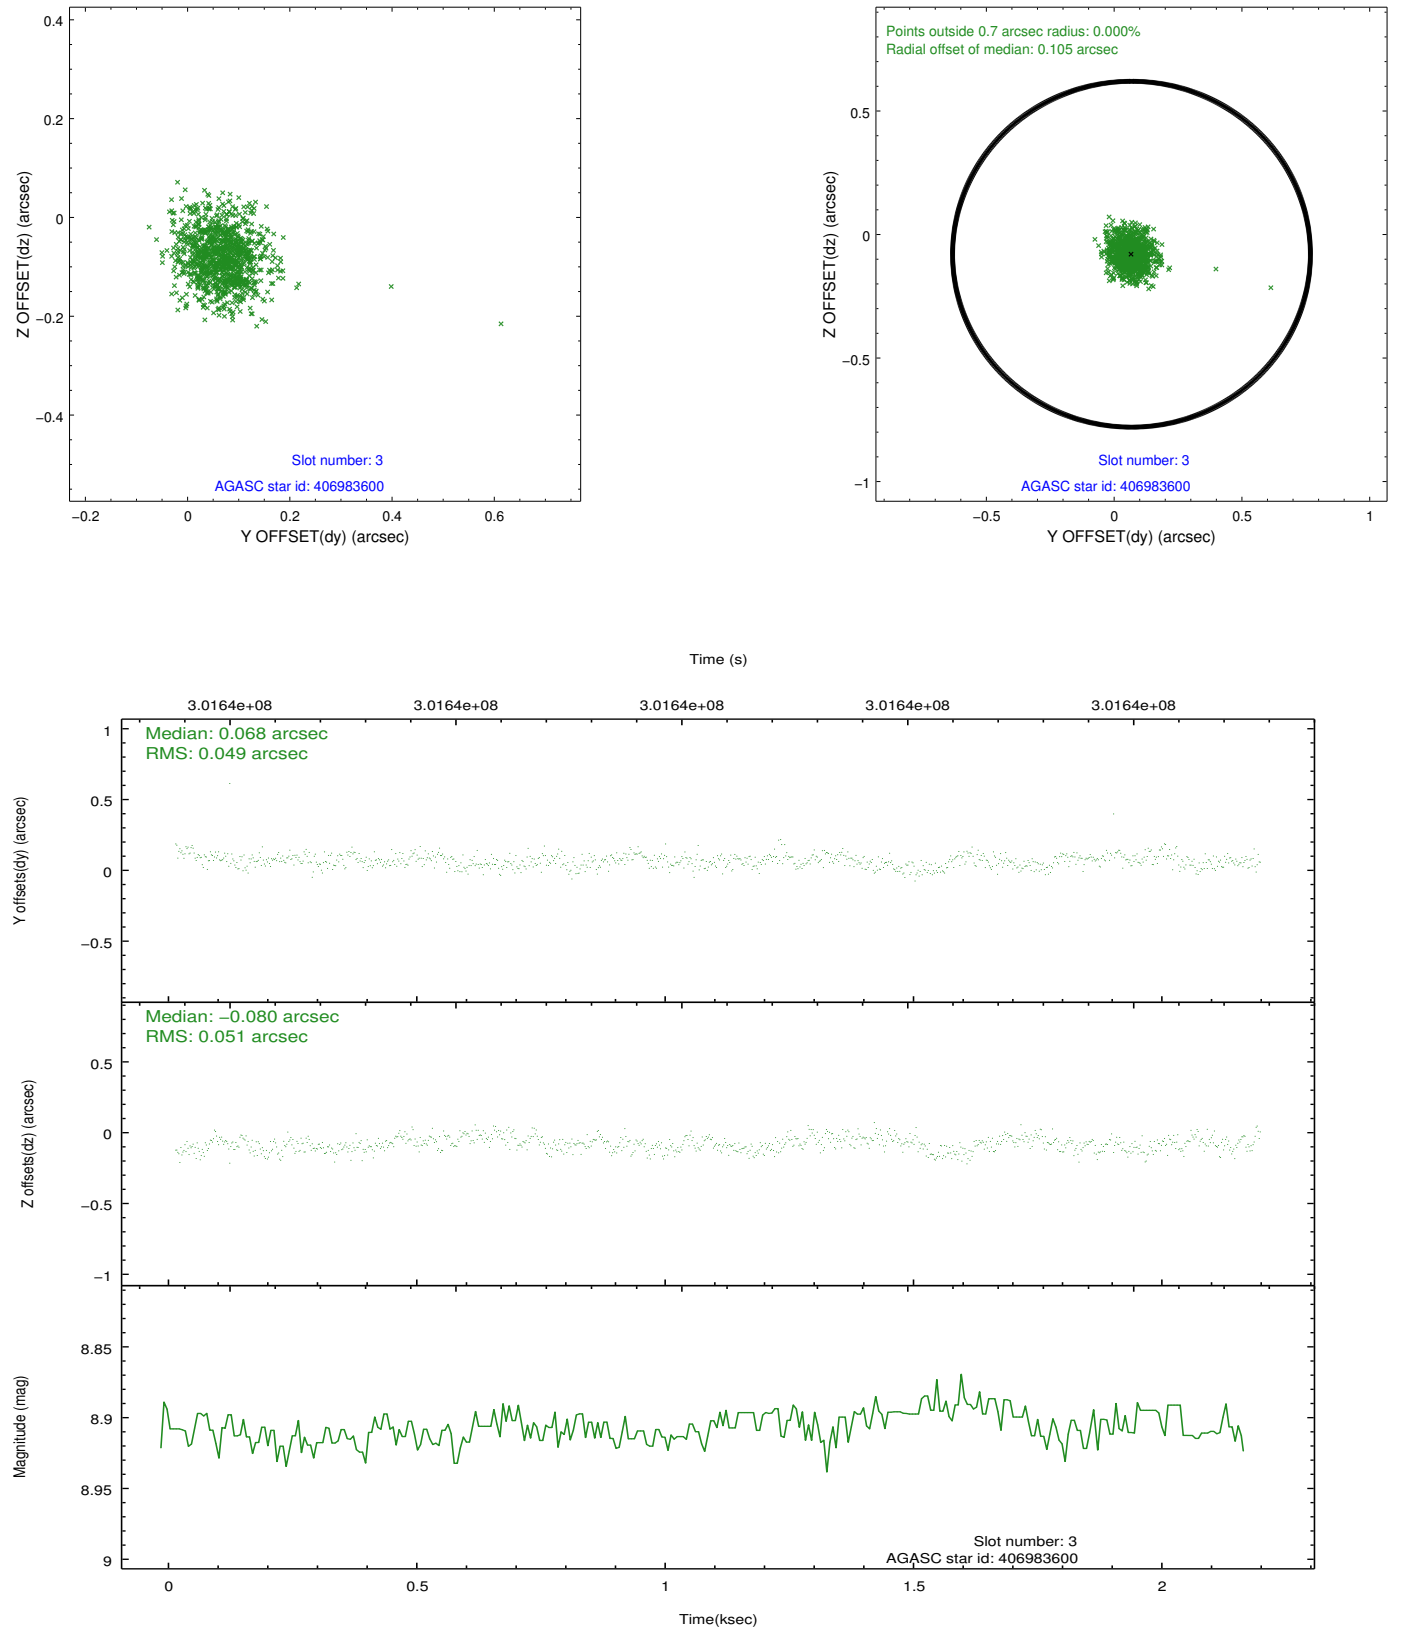 0.4
0.2
0
−0.2
−0.4
Z OFFSET(dz) (arcsec)
Slot number: 3
AGASC star id: 406983600
−0.2 0 0.2 0.4 0.6
Y OFFSET(dy) (arcsec)
Points outside 0.7 arcsec radius: 0.000%
Radial offset of median: 0.105 arcsec
0.5
0
−0.5
−1
Z OFFSET(dz) (arcsec)
Slot number: 3
AGASC star id: 406983600
−0.5 0 0.5 1
Y OFFSET(dy) (arcsec)
Time (s)
3.0164e+08 3.0164e+08 3.0164e+08 3.0164e+08 3.0164e+08
Median: 0.068 arcsec
RMS: 0.049 arcsec
1
0.5
0
−0.5
Y offsets(dy) (arcsec)
Median: −0.080 arcsec
RMS: 0.051 arcsec
0.5
0
−0.5
−1
Z offsets(dz) (arcsec)
8.85
8.9
8.95
9
Magnitude (mag)
Slot number: 3
AGASC star id: 406983600
0 0.5 1 1.5 2
Time(ksec)